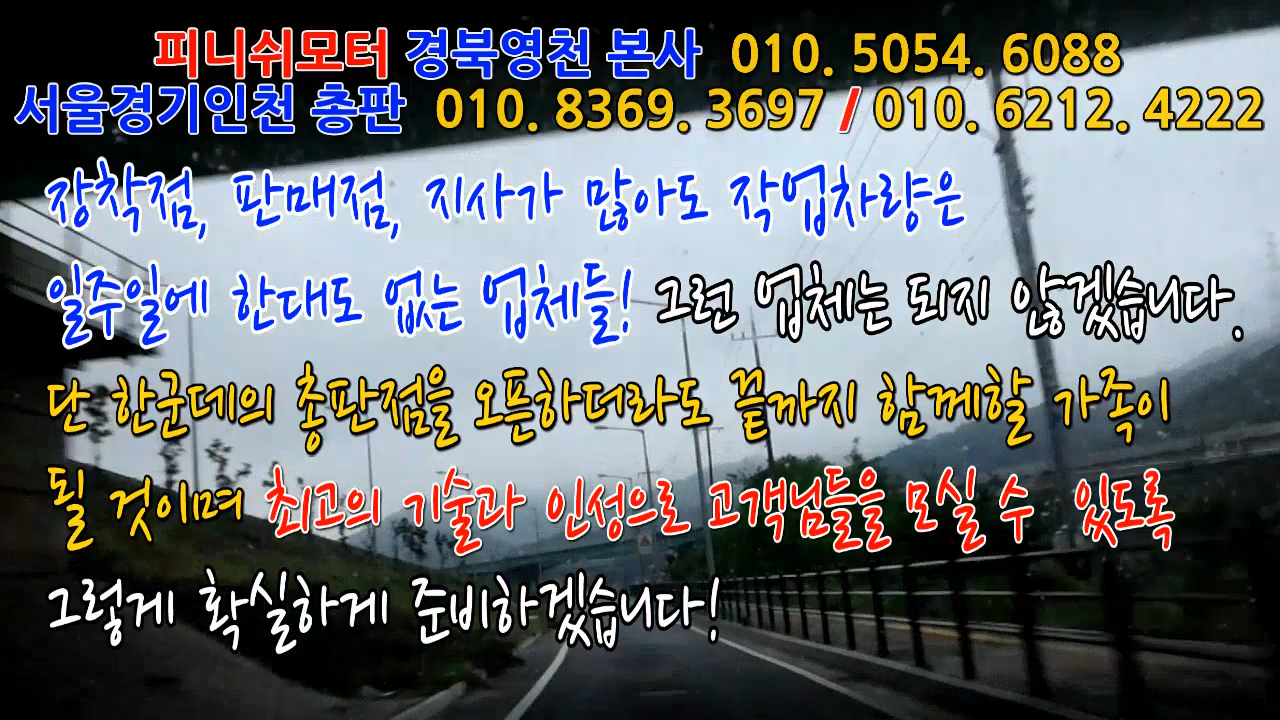 피니쉬모터 경북영천 본사 010. 5054. 6088
서울경기인천 총판 010. 8369. 3697 / 010. 6212. 4222
장착점, 판매점, 지사가 많아도 작업차량은
일주일에 한대도 없는 업체들! 그런 업체는 되지 않겠습니다.
단 한군데의 총판점을 오픈하더라도 끝까지 함께할 가족이
될 것이며 최고의 기술과 인성으로 고객님들을 모실 수 있도록
그렇게 확실하게 준비하겠습니다!